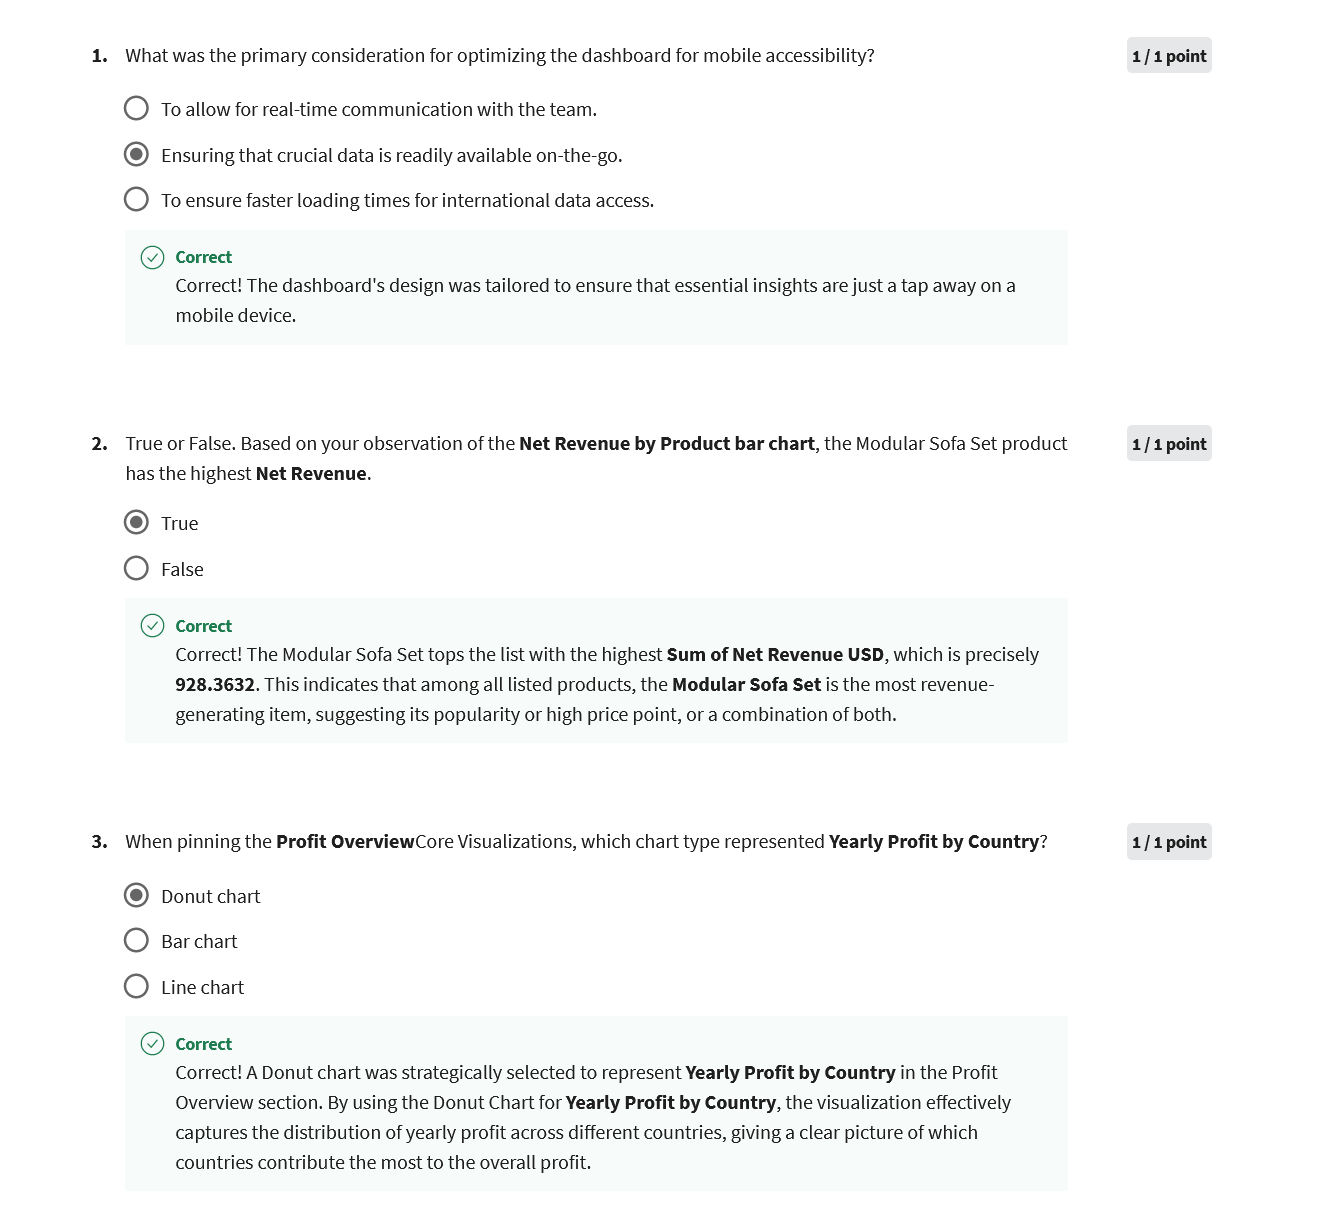 1. What was the primary consideration for optimizing the dashboard for mobile accessibility?
1 / 1 point
To allow for real-time communication with the team.
Ensuring that crucial data is readily available on-the-go.
To ensure faster loading times for international data access.
Correct
Correct! The dashboard's design was tailored to ensure that essential insights are just a tap away on a
mobile device.
2. True or False. Based on your observation of the Net Revenue by Product bar chart, the Modular Sofa Set product
has the highest Net Revenue.
1 / 1 point
True
False
Correct
Correct! The Modular Sofa Set tops the list with the highest Sum of Net Revenue USD, which is precisely
928.3632. This indicates that among all listed products, the Modular Sofa Set is the most revenue-
generating item, suggesting its popularity or high price point, or a combination of both.
3. When pinning the Profit OverviewCore Visualizations, which chart type represented Yearly Profit by Country?
1 / 1 point
Donut chart
Bar chart
Line chart
Correct
Correct! A Donut chart was strategically selected to represent Yearly Profit by Country in the Profit
Overview section. By using the Donut Chart for Yearly Profit by Country, the visualization effectively
captures the distribution of yearly profit across different countries, giving a clear picture of which
countries contribute the most to the overall profit.